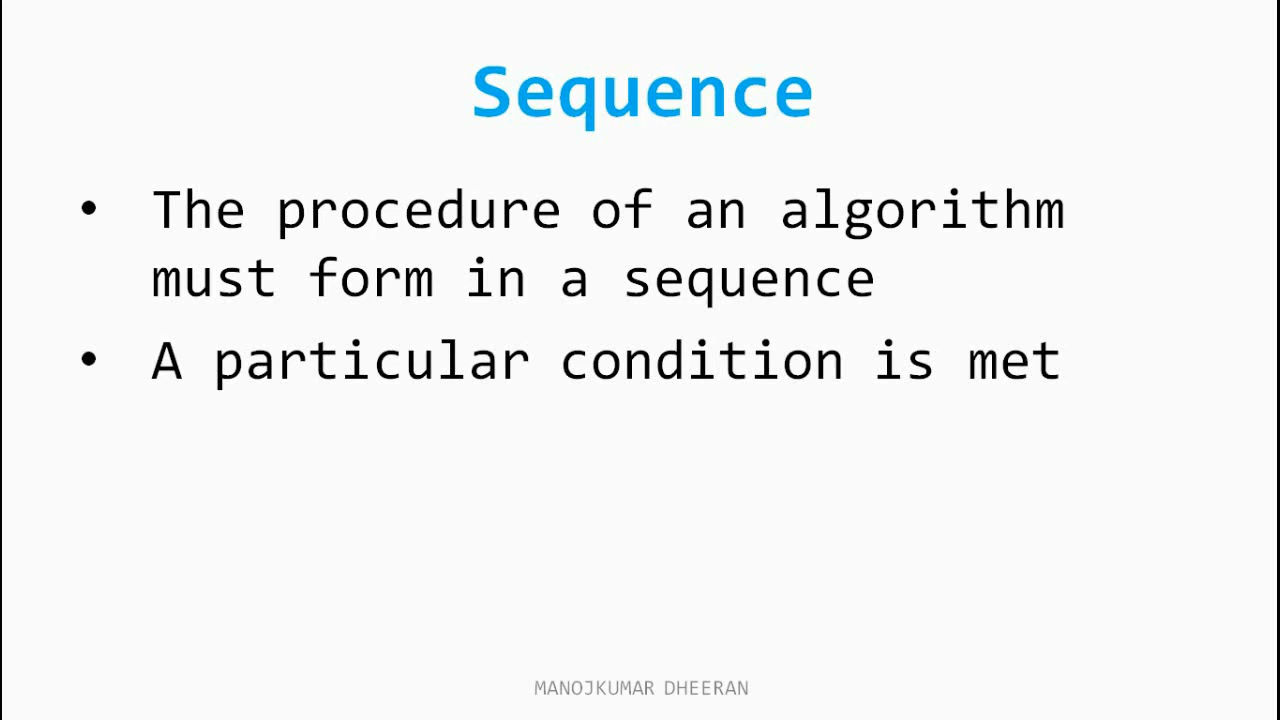 Sequence
• The procedure of an algorithm
must form in a sequence
• A particular condition is met
MANOJKUMAR DHEERAN